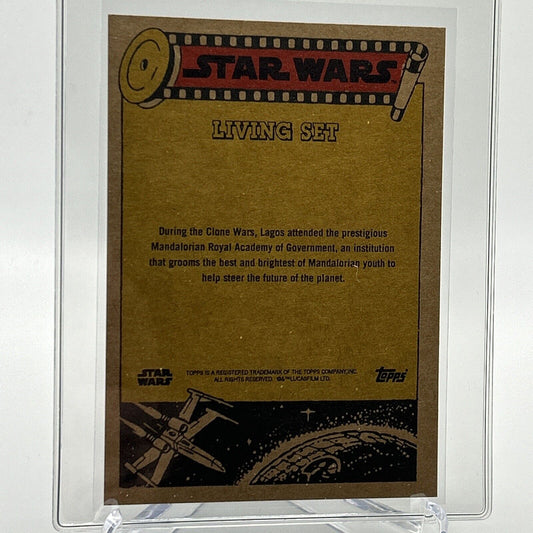 STAR WARS™
LIVING SET
During the Clone Wars, Lagos attended the prestigious
Mandalorian Royal Academy of Government, an institution
that grooms the best and brightest of Mandalorian youth to
help steer the future of the planet.
STAR
WARS
TOPPS IS A REGISTERED TRADEMARK OF THE TOPPS COMPANY, INC.
ALL RIGHTS RESERVED. ©&™LUCASFILM LTD.
Topps